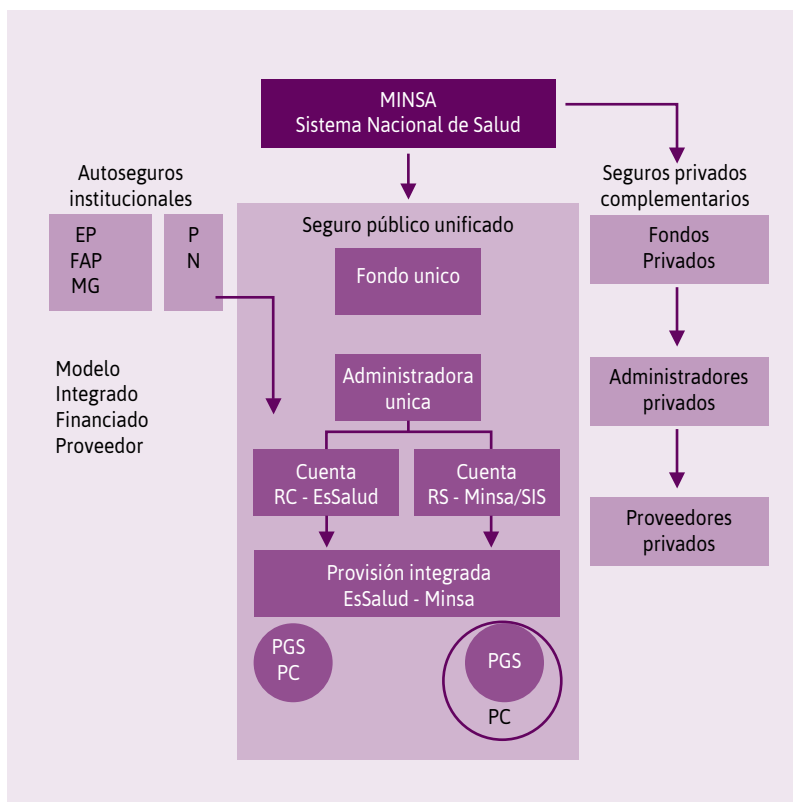 MINSA
Sistema Nacional de Salud
Autoseguros
institucionales
EP
FAP
MG
P
N
Modelo
Integrado
Financiado
Proveedor
Seguro público unificado
Fondo unico
Administradora
unica
Cuenta
RC - EsSalud
Cuenta
RS - Minsa/SIS
Provisión integrada
EsSalud - Minsa
PGS
PC
PGS
PC
Seguros privados
complementarios
Fondos
Privados
Administradores
privados
Proveedores
privados